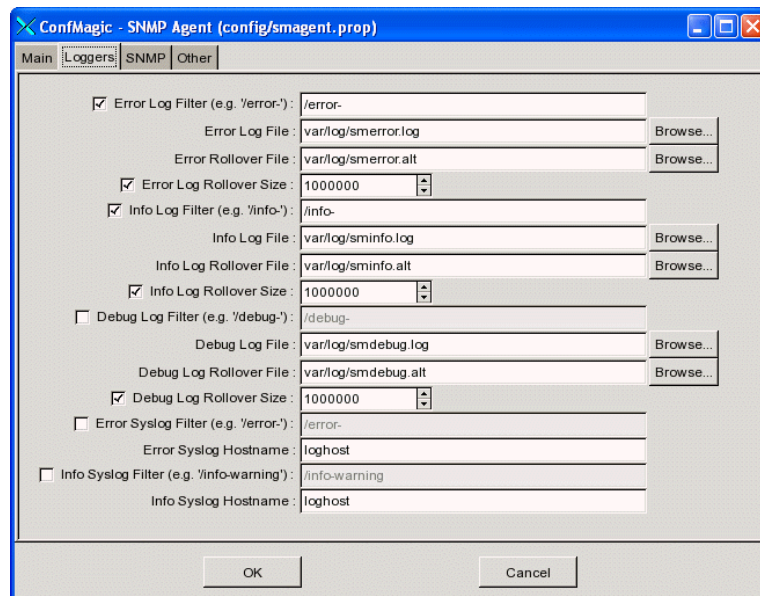 ConfMagic - SNMP Agent (config/smagent.prop)
Main Loggers SNMP Other
Error Log Filter (e.g. '/error-') : /error-
Error Log File : var/log/smerror.log Browse...
Error Rollover File : var/log/smerror.alt Browse...
Error Log Rollover Size : 1000000
Info Log Filter (e.g. '/info-') : /info-
Info Log File : var/log/sminfo.log Browse...
Info Log Rollover File : var/log/sminfo.alt Browse...
Info Log Rollover Size : 1000000
Debug Log Filter (e.g. '/debug-') : /debug-
Debug Log File : var/log/smdebug.log Browse...
Debug Log Rollover File : var/log/smdebug.alt Browse...
Debug Log Rollover Size : 1000000
Error Syslog Filter (e.g. '/error-') : /error-
Error Syslog Hostname : loghost
Info Syslog Filter (e.g. '/info-warning') : /info-warning
Info Syslog Hostname : loghost
OK Cancel